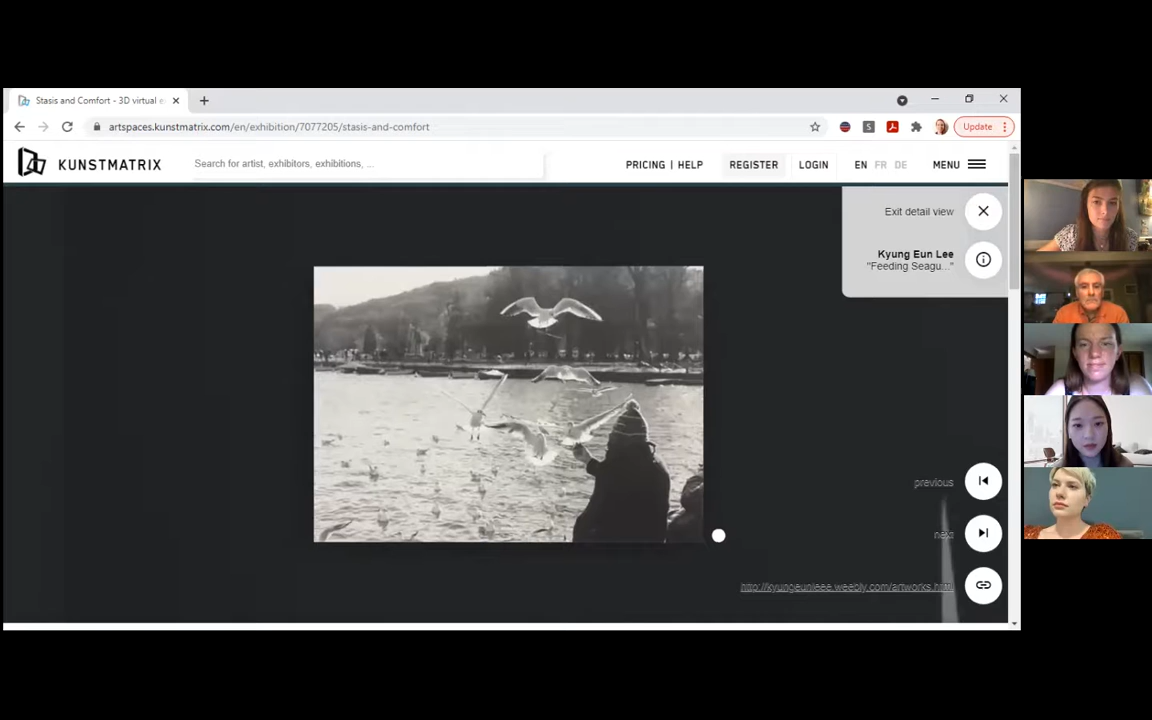 Stasis and Comfort - 3D virtual e
artspaces.kunstmatrix.com/en/exhibition/7077205/stasis-and-comfort
Update
KUNSTMATRIX
Search for artist, exhibitors, exhibitions, ...
PRICING | HELP
REGISTER
LOGIN
EN FR DE
MENU
Exit detail view
Kyung Eun Lee
"Feeding Seagu..."
previous
next
http://kyungeunleee.weebly.com/artworks.html